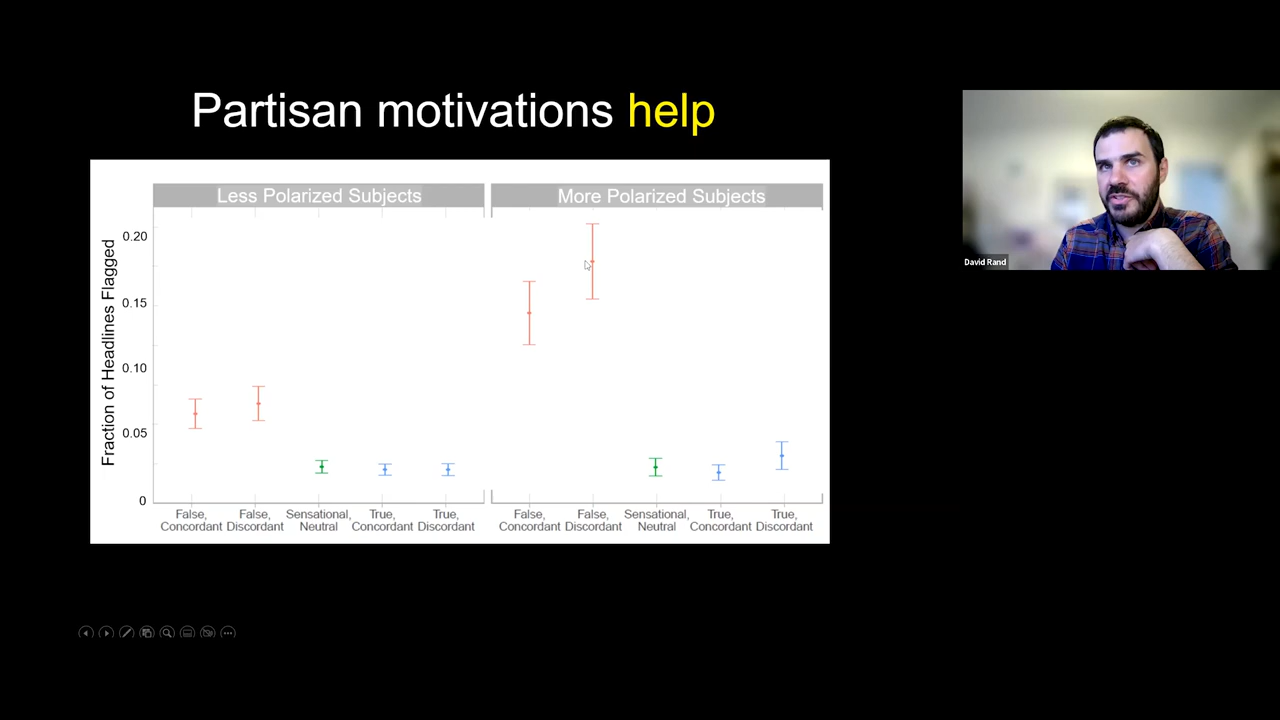 Partisan motivations help
Less Polarized Subjects
More Polarized Subjects
Fraction of Headlines Flagged
0.20
0.15
0.10
0.05
0
False,
Concordant
False,
Discordant
Sensational,
Neutral
True,
Concordant
True,
Discordant
False,
Concordant
False,
Discordant
Sensational,
Neutral
True,
Concordant
True,
Discordant
David Rand